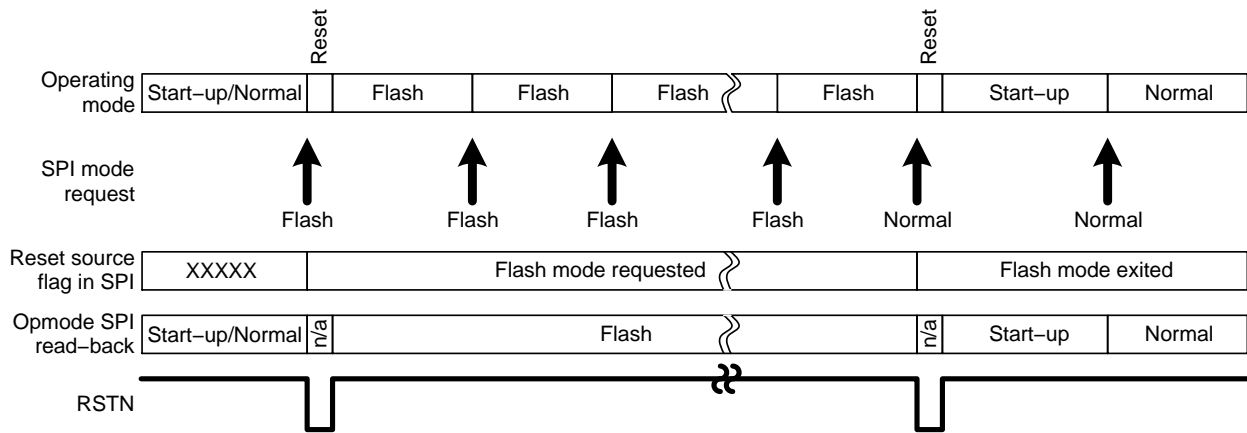 Reset
Reset
Operating
mode
Start−up/Normal
Flash
Flash
Flash
Flash
Start−up
Normal
SPI mode
request
Flash
Flash
Flash
Flash
Normal
Normal
Reset source
flag in SPI
XXXXX
Flash mode requested
Flash mode exited
Opmode SPI
read−back
Start−up/Normal
n/a
Flash
n/a
Start−up
Normal
RSTN